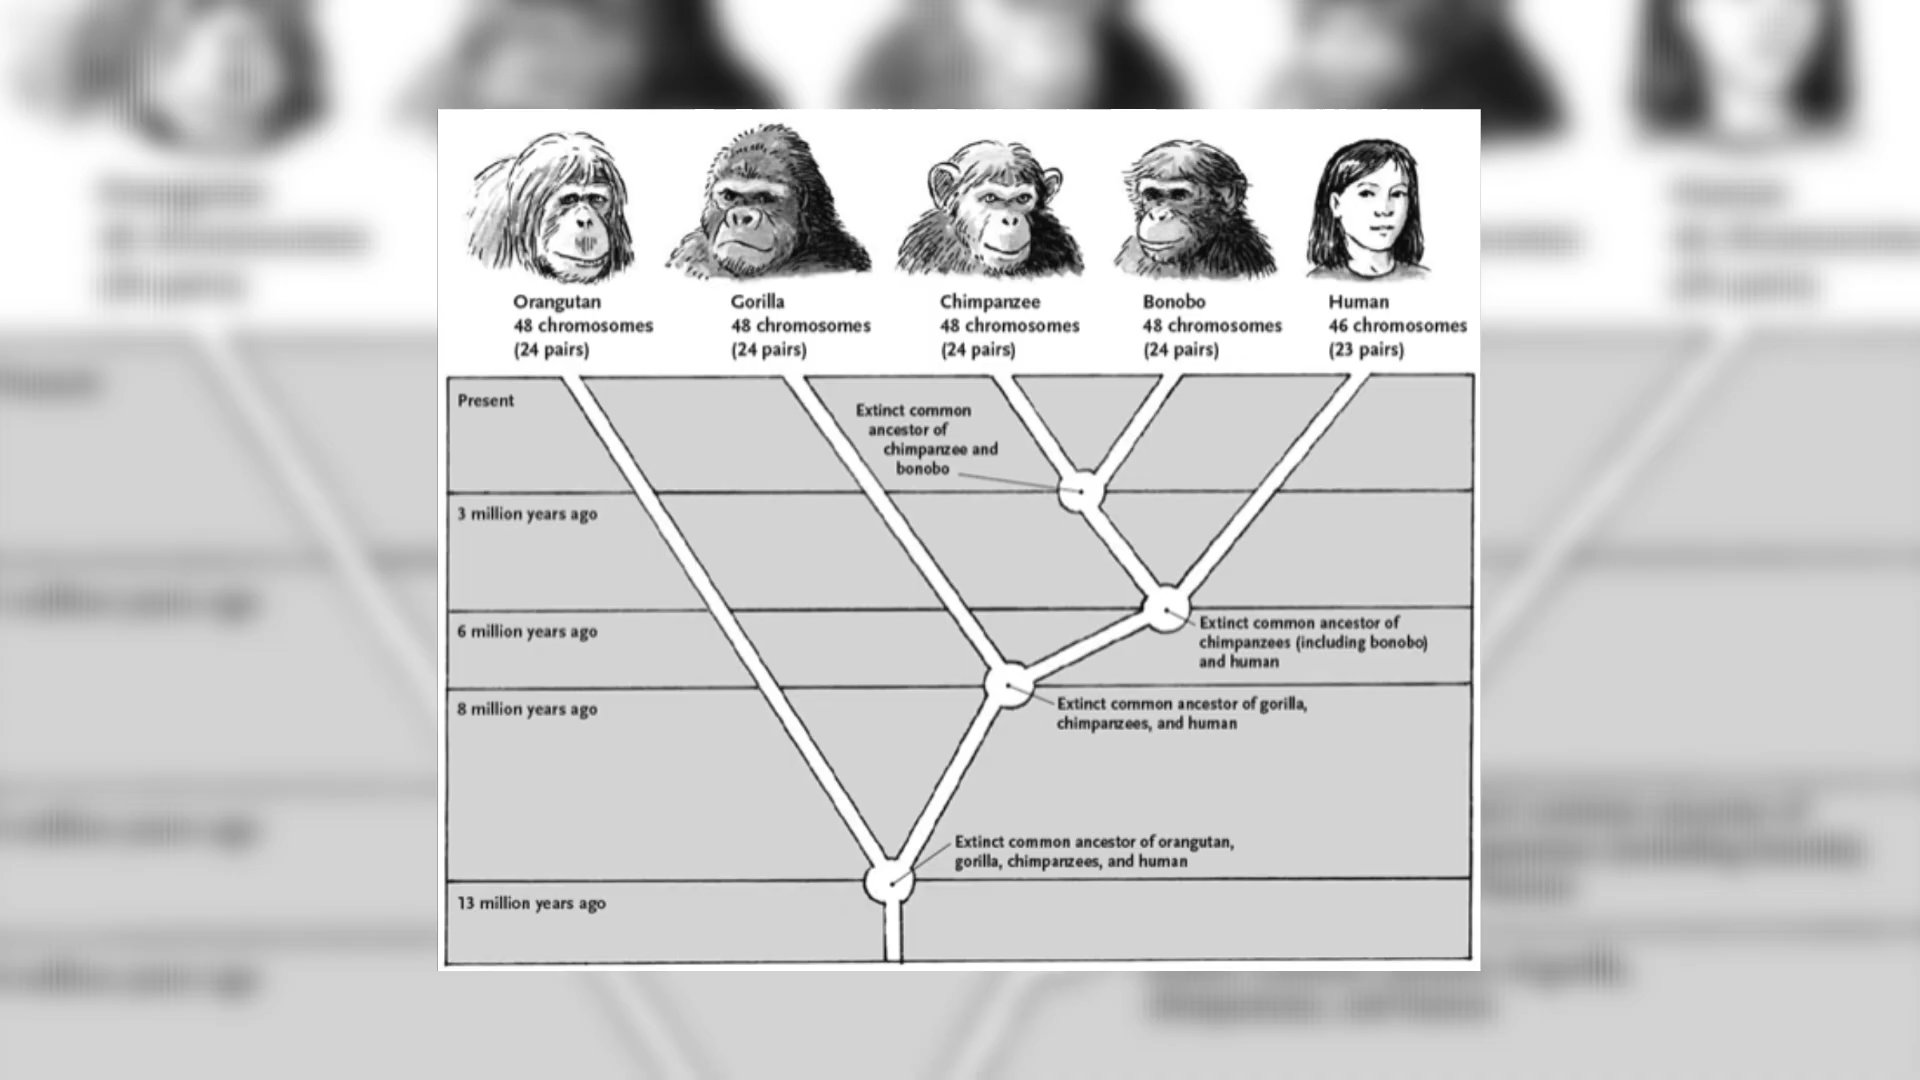 Orangutan
48 chromosomes
(24 pairs)
Gorilla
48 chromosomes
(24 pairs)
Chimpanzee
48 chromosomes
(24 pairs)
Bonobo
48 chromosomes
(24 pairs)
Human
46 chromosomes
(23 pairs)
Present
Extinct common
ancestor of
chimpanzee and
bonobo
3 million years ago
6 million years ago
Extinct common ancestor of
chimpanzees (including bonobo)
and human
8 million years ago
Extinct common ancestor of gorilla,
chimpanzees, and human
Extinct common ancestor of orangutan,
gorilla, chimpanzees, and human
13 million years ago